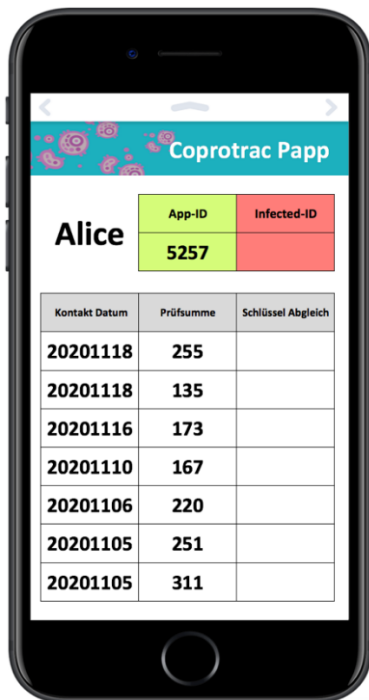 Coprotrac Papp
Alice
App-ID Infected-ID
5257
Kontakt Datum Prüfsumme Schlüssel Abgleich
20201118 255
20201118 135
20201116 173
20201110 167
20201106 220
20201105 251
20201105 311